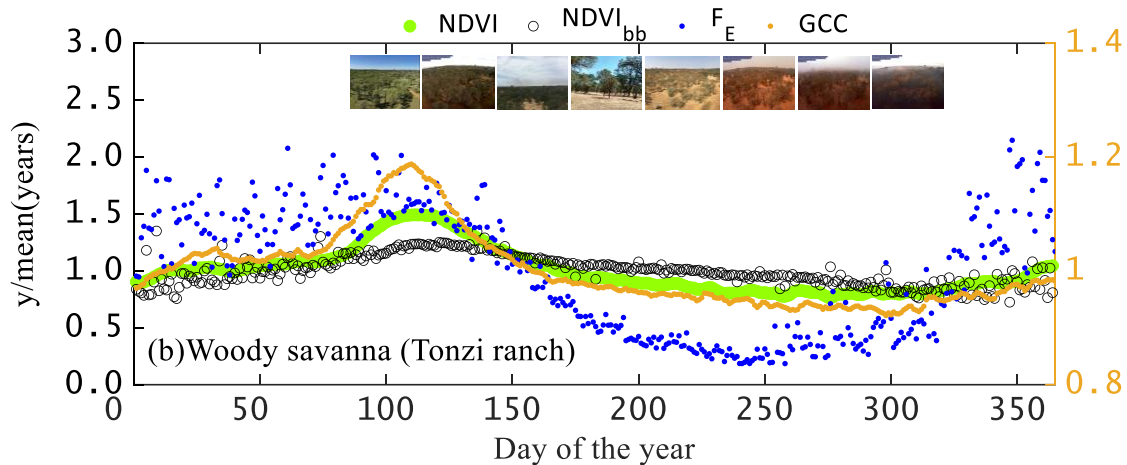 NDVI NDVI_bb F_E GCC
3.0 1.4
2.5
2.0 1.2
1.5
1.0 1
0.5
0.0 0.8
y/mean(years)
(b)Woody savanna (Tonzi ranch)
0 50 100 150 200 250 300 350
Day of the year